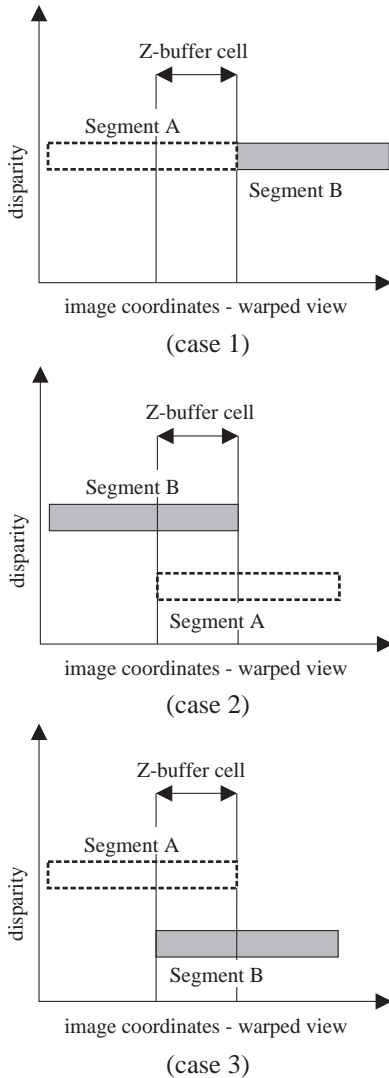 Z-buffer cell
Segment A
Segment B
disparity
image coordinates - warped view
(case 1)
Z-buffer cell
Segment B
Segment A
disparity
image coordinates - warped view
(case 2)
Z-buffer cell
Segment A
Segment B
disparity
image coordinates - warped view
(case 3)